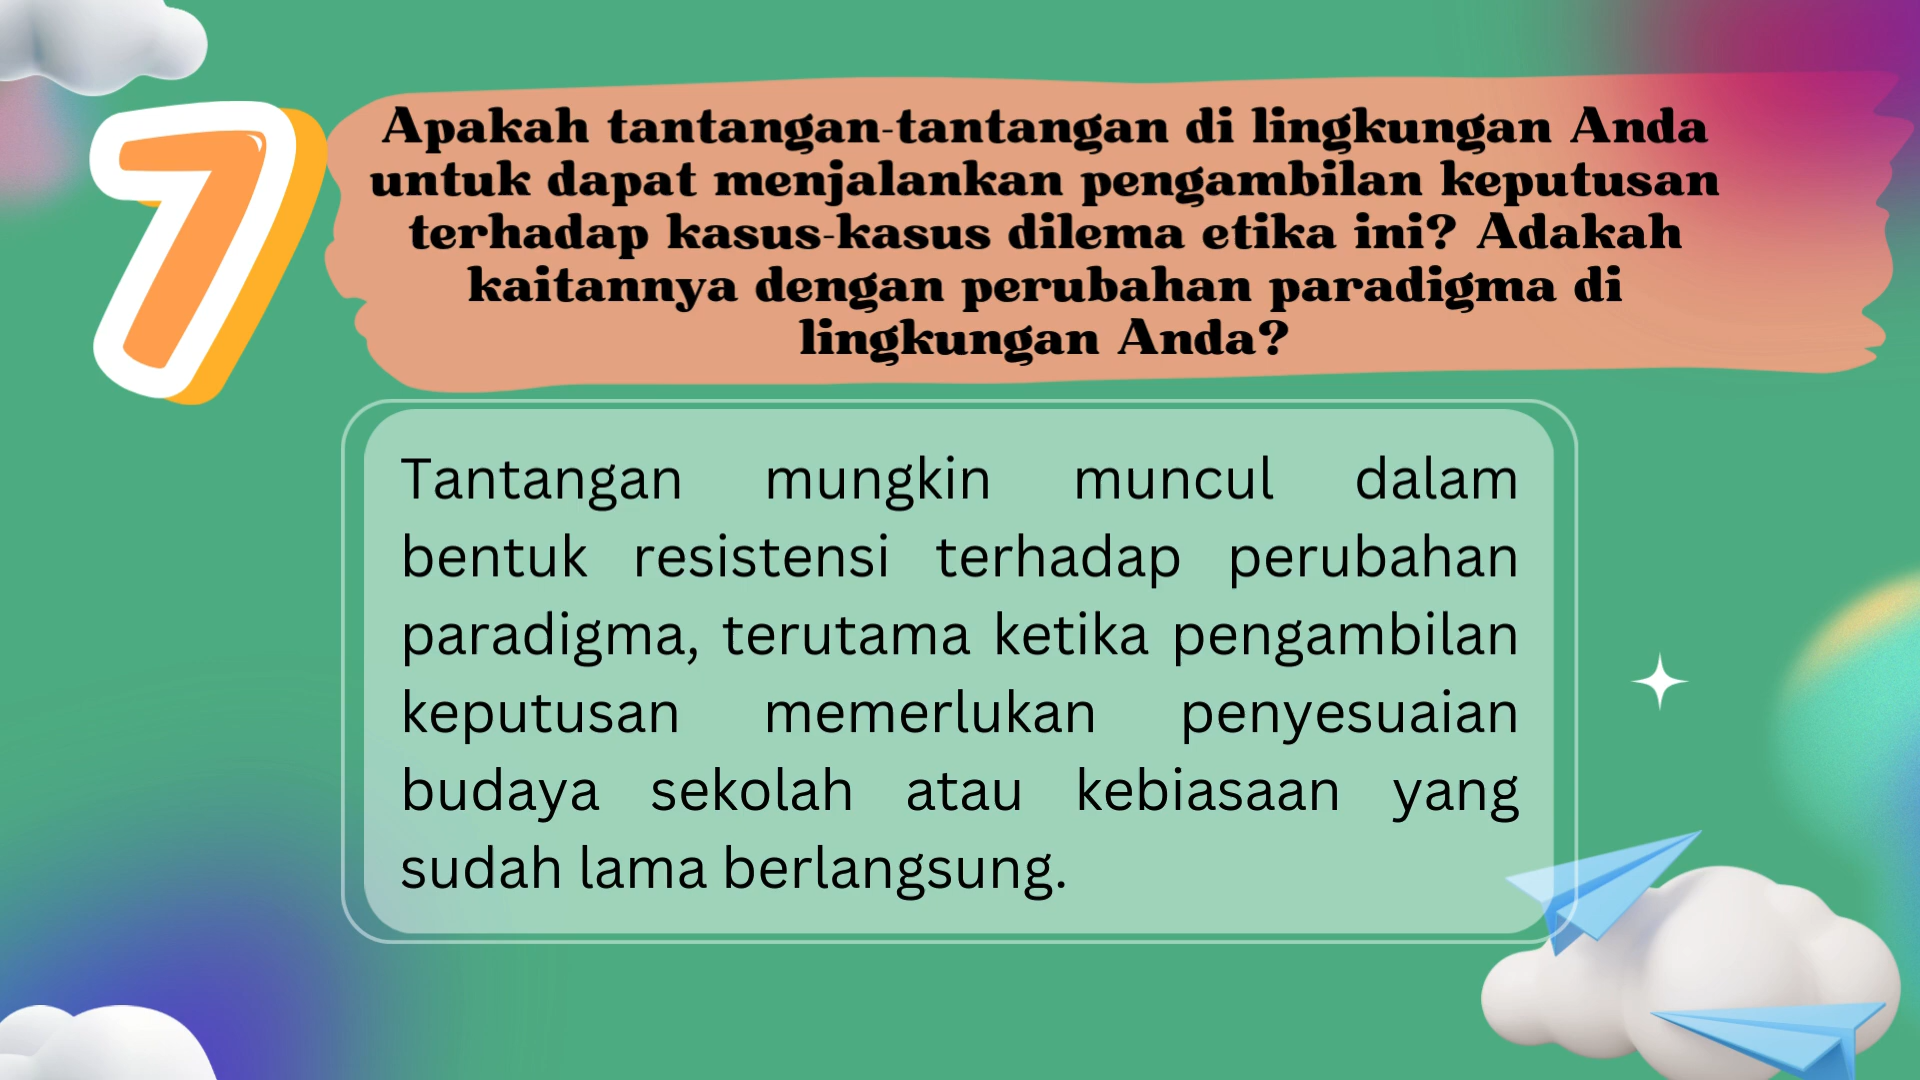 7
Apakah tantangan-tantangan di lingkungan Anda
untuk dapat menjalankan pengambilan keputusan
terhadap kasus-kasus dilema etika ini? Adakah
kaitannya dengan perubahan paradigma di
lingkungan Anda?
Tantangan mungkin muncul dalam
bentuk resistensi terhadap perubahan
paradigma, terutama ketika pengambilan
keputusan memerlukan penyesuaian
budaya sekolah atau kebiasaan yang
sudah lama berlangsung.